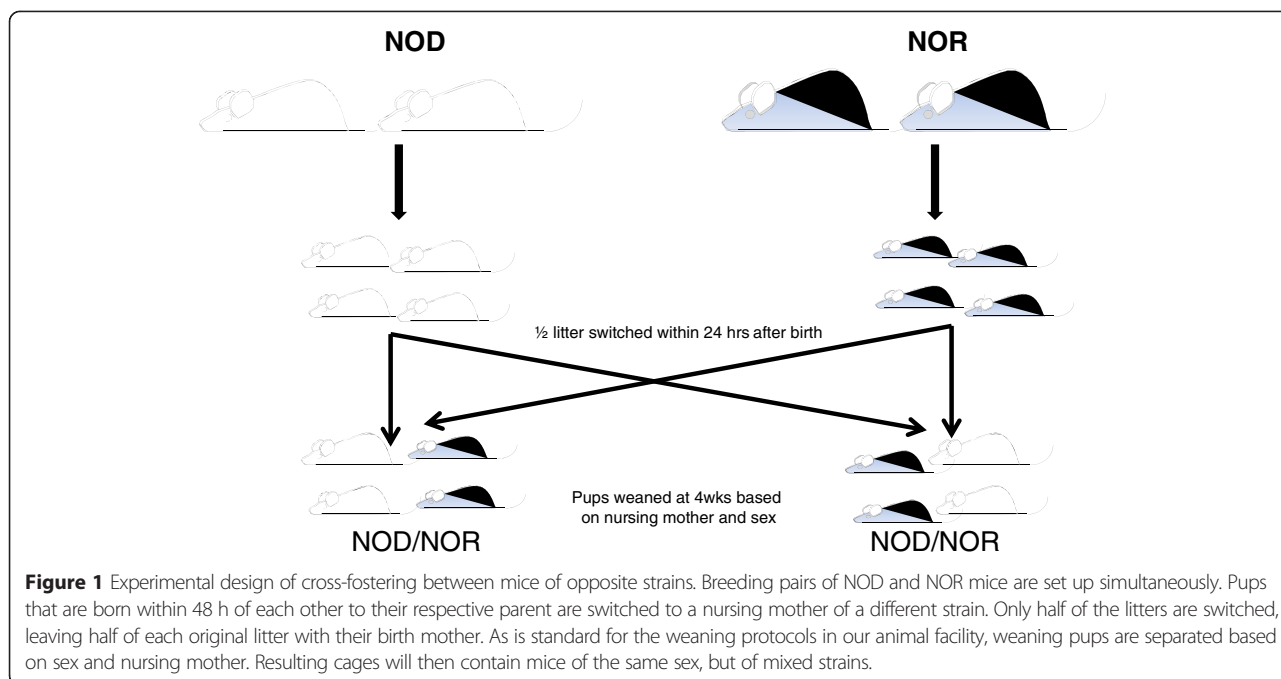 NOD
NOR
½ litter switched within 24 hrs after birth
Pups weaned at 4wks based
on nursing mother and sex
NOD/NOR
NOD/NOR
Figure 1 Experimental design of cross-fostering between mice of opposite strains. Breeding pairs of NOD and NOR mice are set up simultaneously. Pups
that are born within 48 h of each other to their respective parent are switched to a nursing mother of a different strain. Only half of the litters are switched,
leaving half of each original litter with their birth mother. As is standard for the weaning protocols in our animal facility, weaning pups are separated based
on sex and nursing mother. Resulting cages will then contain mice of the same sex, but of mixed strains.